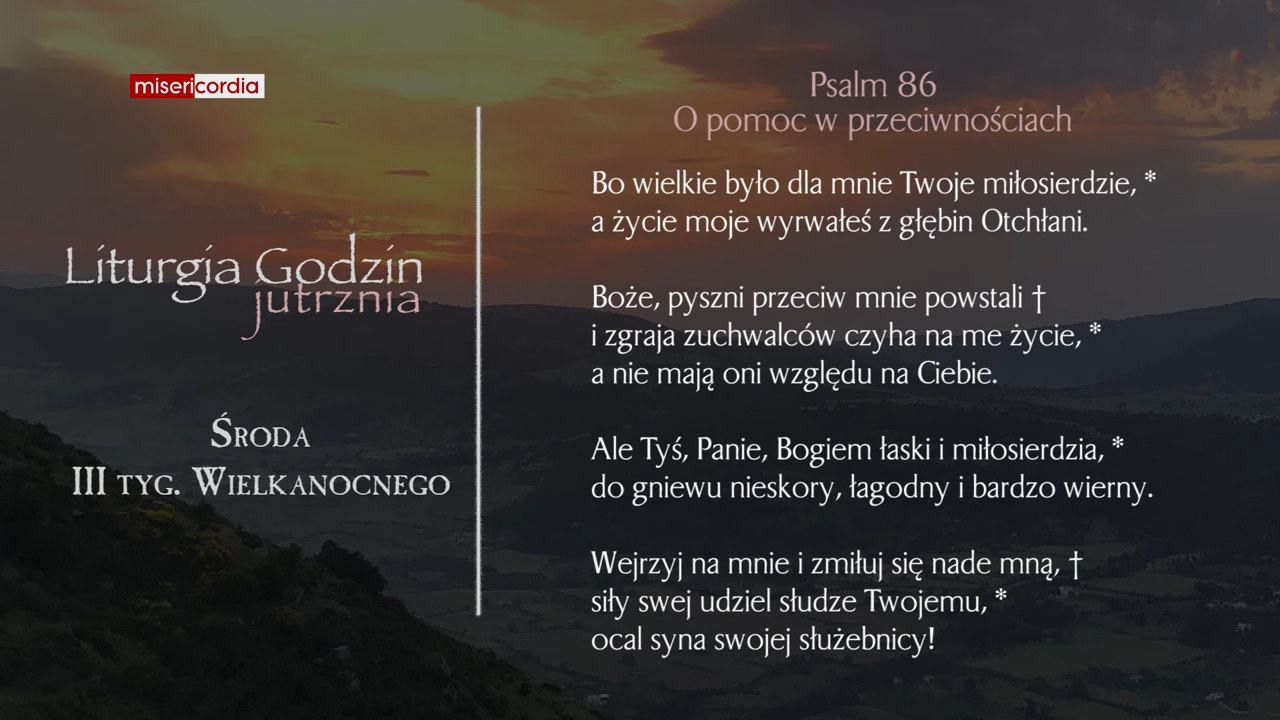 misericordia
Liturgia Godzin
jutrznia
Środa
III tyg. Wielkanocnego
Psalm 86
O pomoc w przeciwnościach
Bo wielkie było dla mnie Twoje miłosierdzie, *
a życie moje wyrwałeś z głębin Otchłani.
Boże, pyszni przeciw mnie powstali †
i zgraja zuchwalców czyha na me życie, *
a nie mają oni względu na Ciebie.
Ale Tyś, Panie, Bogiem łaski i miłosierdzia, *
do gniewu nieskory, łagodny i bardzo wierny.
Wejrzyj na mnie i zmiłuj się nade mną, †
siły swej udziel słudze Twojemu, *
ocal syna swojej służebnicy!